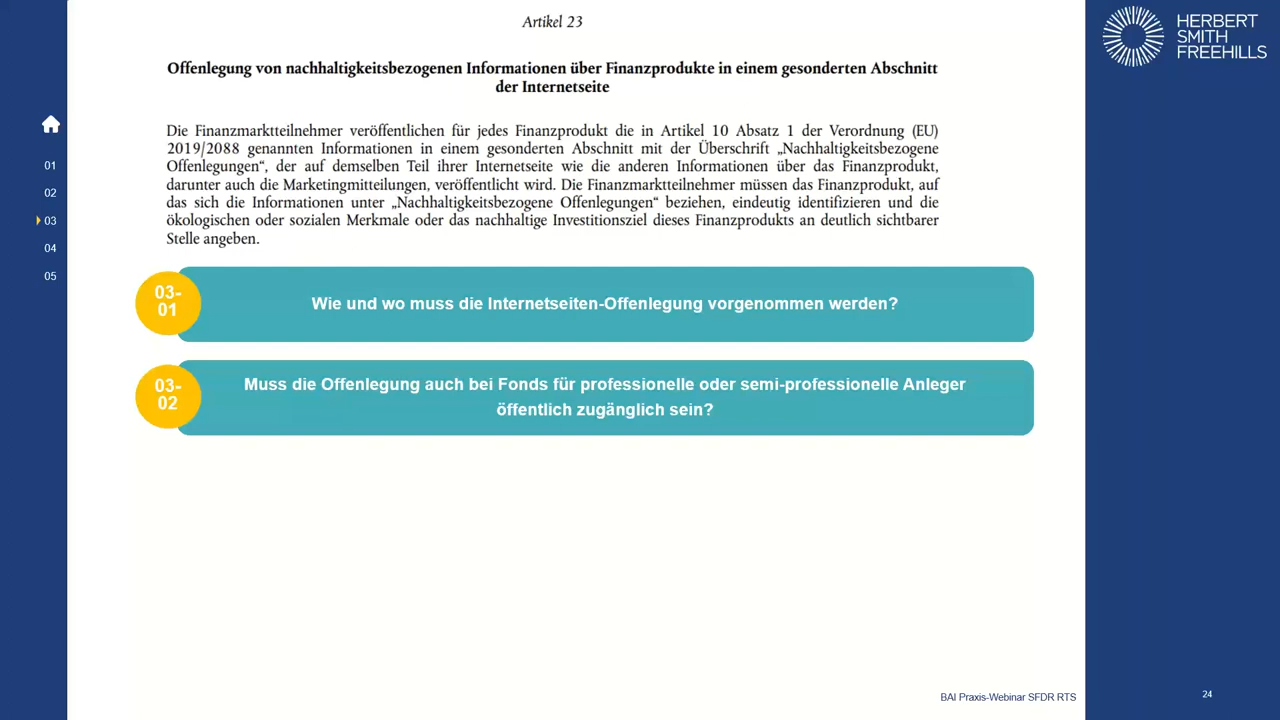 Artikel 23
Offenlegung von nachhaltigkeitsbezogenen Informationen über Finanzprodukte in einem gesonderten Abschnitt
der Internetseite
Die Finanzmarktteilnehmer veröffentlichen für jedes Finanzprodukt die in Artikel 10 Absatz 1 der Verordnung (EU)
2019/2088 genannten Informationen in einem gesonderten Abschnitt mit der Überschrift „Nachhaltigkeitsbezogene
Offenlegungen“, der auf demselben Teil ihrer Internetseite wie die anderen Informationen über das Finanzprodukt,
darunter auch die Marketingmitteilungen, veröffentlicht wird. Die Finanzmarktteilnehmer müssen das Finanzprodukt, auf
das sich die Informationen unter „Nachhaltigkeitsbezogene Offenlegungen“ beziehen, eindeutig identifizieren und die
ökologischen oder sozialen Merkmale oder das nachhaltige Investitionsziel dieses Finanzprodukts an deutlich sichtbarer
Stelle angeben.
03-
01
Wie und wo muss die Internetseiten-Offenlegung vorgenommen werden?
03-
02
Muss die Offenlegung auch bei Fonds für professionelle oder semi-professionelle Anleger
öffentlich zugänglich sein?
01
02
03
04
05
HERBERT
SMITH
FREEHILLS
BAI Praxis-Webinar SFDR RTS
24